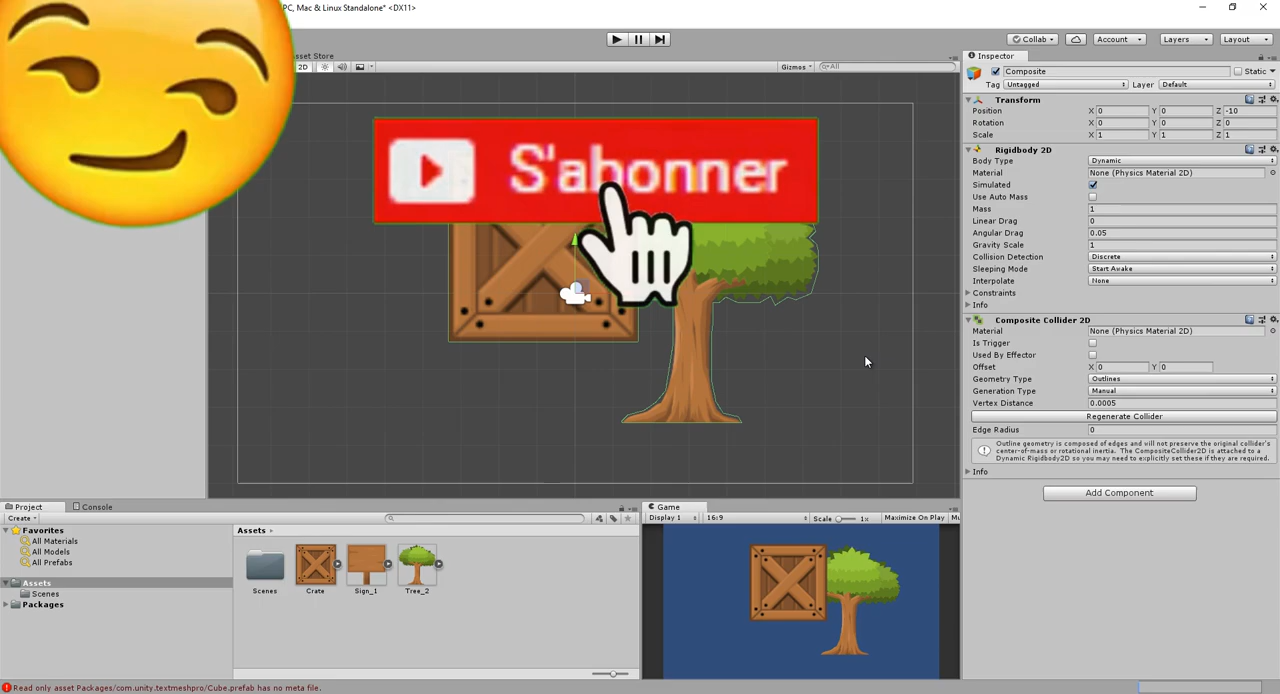 PC, Mac & Linux Standalone* <DX11>
Collab Account Layers Layout
sset Store
2D Gizmos All
Inspector
Composite Static
Tag Untagged Layer Default
Transform
Position X 0 Y 0 Z -10
Rotation X 0 Y 0 Z 0
Scale X 1 Y 1 Z 1
Rigidbody 2D
Body Type Dynamic
Material None (Physics Material 2D)
Simulated
Use Auto Mass
Mass 1
Linear Drag 0
Angular Drag 0.05
Gravity Scale 1
Collision Detection Discrete
Sleeping Mode Start Awake
Interpolate None
Constraints
Info
Composite Collider 2D
Material None (Physics Material 2D)
Is Trigger
Used By Effector
Offset X 0 Y 0
Geometry Type Outlines
Generation Type Manual
Vertex Distance 0.0005
Regenerate Collider
Edge Radius 0
Outline geometry is composed of edges and will not preserve the original collider's
center-of-mass or rotational inertia. The CompositeCollider2D is attached to a
Dynamic Rigidbody2D so you may need to explicitly set these if they are required.
Info
Add Component
S'abonner
Project Console
Create
Favorites
All Materials
All Models
All Prefabs
Assets
Scenes
Packages
Assets
Scenes Crate Sign_1 Tree_2
Game
Display 1 16:9 Scale 1x Maximize On Play Mu
Read only asset Packages/com.unity.textmeshpro/Cube.prefab has no meta file.